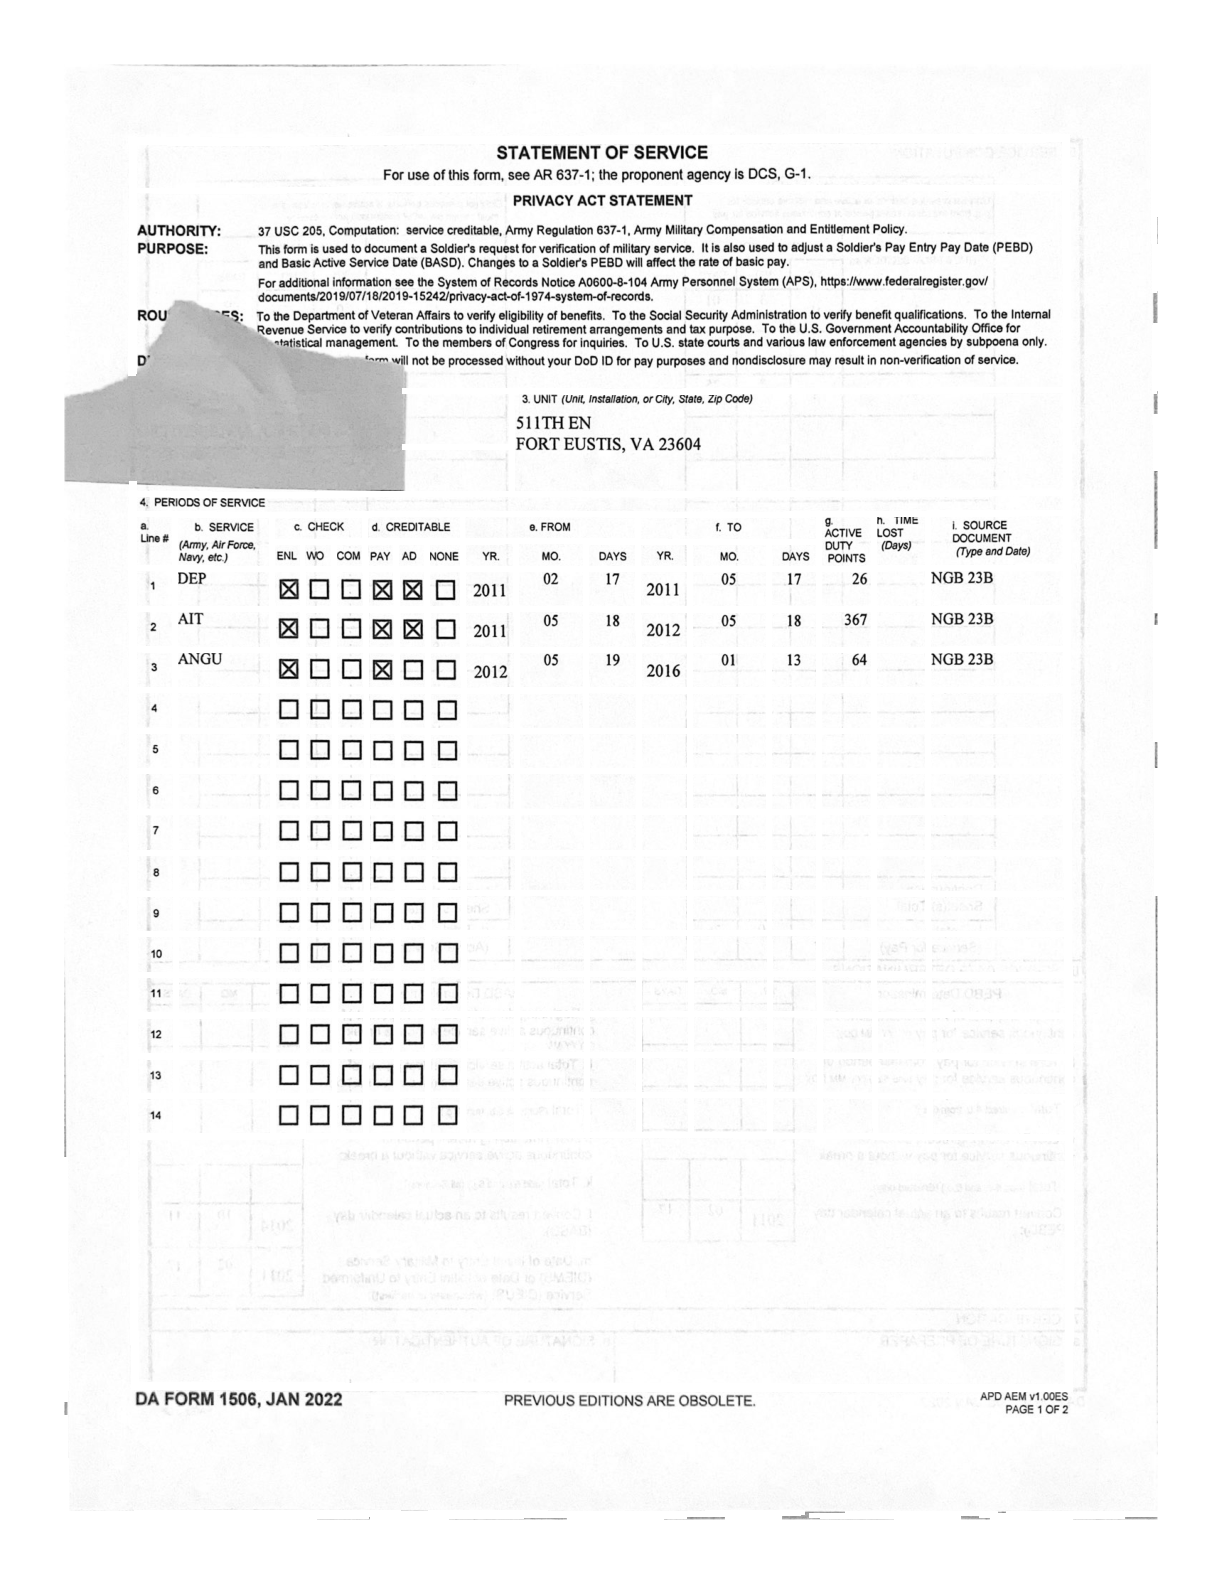 STATEMENT OF SERVICE
For use of this form, see AR 637-1; the proponent agency is DCS, G-1.
PRIVACY ACT STATEMENT
AUTHORITY: 37 USC 205, Computation: service creditable, Army Regulation 637-1, Army Military Compensation and Entitlement Policy.
PURPOSE: This form is used to document a Soldier's request for verification of military service. It is also used to adjust a Soldier's Pay Entry Pay Date (PEBD)
and Basic Active Service Date (BASD). Changes to a Soldier's PEBD will affect the rate of basic pay.
For additional information see the System of Records Notice A0600-8-104 Army Personnel System (APS), https://www.federalregister.gov/
documents/2019/07/18/2019-15242/privacy-act-of-1974-system-of-records.
To the Department of Veteran Affairs to verify eligibility of benefits. To the Social Security Administration to verify benefit qualifications. To the Internal
Revenue Service to verify contributions to individual retirement arrangements and tax purpose. To the U.S. Government Accountability Office for
statistical management. To the members of Congress for inquiries. To U.S. state courts and various law enforcement agencies by subpoena only.
form will not be processed without your DoD ID for pay purposes and nondisclosure may result in non-verification of service.
3. UNIT (Unit, Installation, or City, State, Zip Code)
511TH EN
FORT EUSTIS, VA 23604
4. PERIODS OF SERVICE
a. Line # b. SERVICE (Army, Air Force, Navy, etc.) c. CHECK d. CREDITABLE e. FROM f. TO g. ACTIVE DUTY POINTS h. TIME LOST (Days) i. SOURCE DOCUMENT (Type and Date)
ENL WO COM PAY AD NONE YR. MO. DAYS YR. MO. DAYS
1 DEP 2011 02 17 2011 05 17 26 NGB 23B
2 AIT 2011 05 18 2012 05 18 367 NGB 23B
3 ANGU 2012 05 19 2016 01 13 64 NGB 23B
4
5
6
7
8
9
10
11
12
13
14
DA FORM 1506, JAN 2022 PREVIOUS EDITIONS ARE OBSOLETE. APD AEM v1.00ES
PAGE 1 OF 2